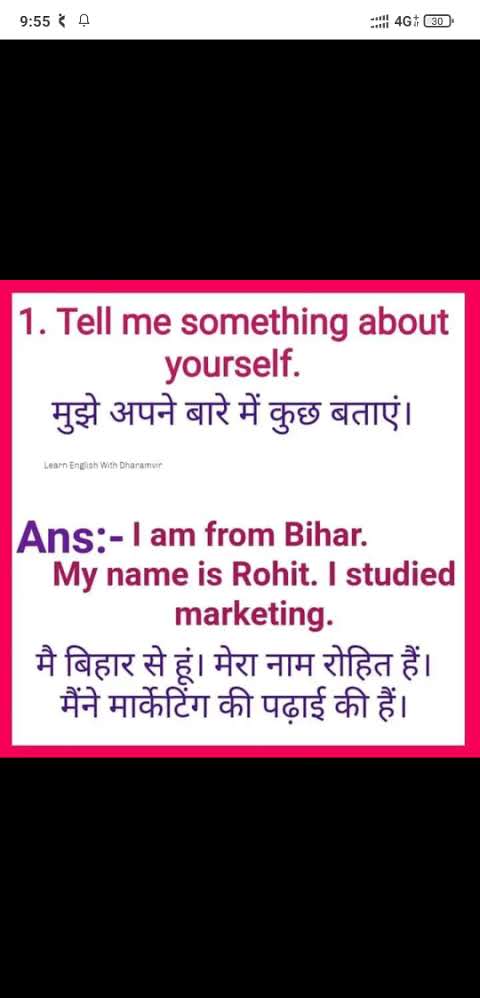 9:55
4G 30
1. Tell me something about
yourself.
मुझे अपने बारे में कुछ बताएं।
Learn English With Dharamvir
Ans:- I am from Bihar.
My name is Rohit. I studied
marketing.
मै बिहार से हूं। मेरा नाम रोहित हैं।
मैंने मार्केटिंग की पढ़ाई की हैं।